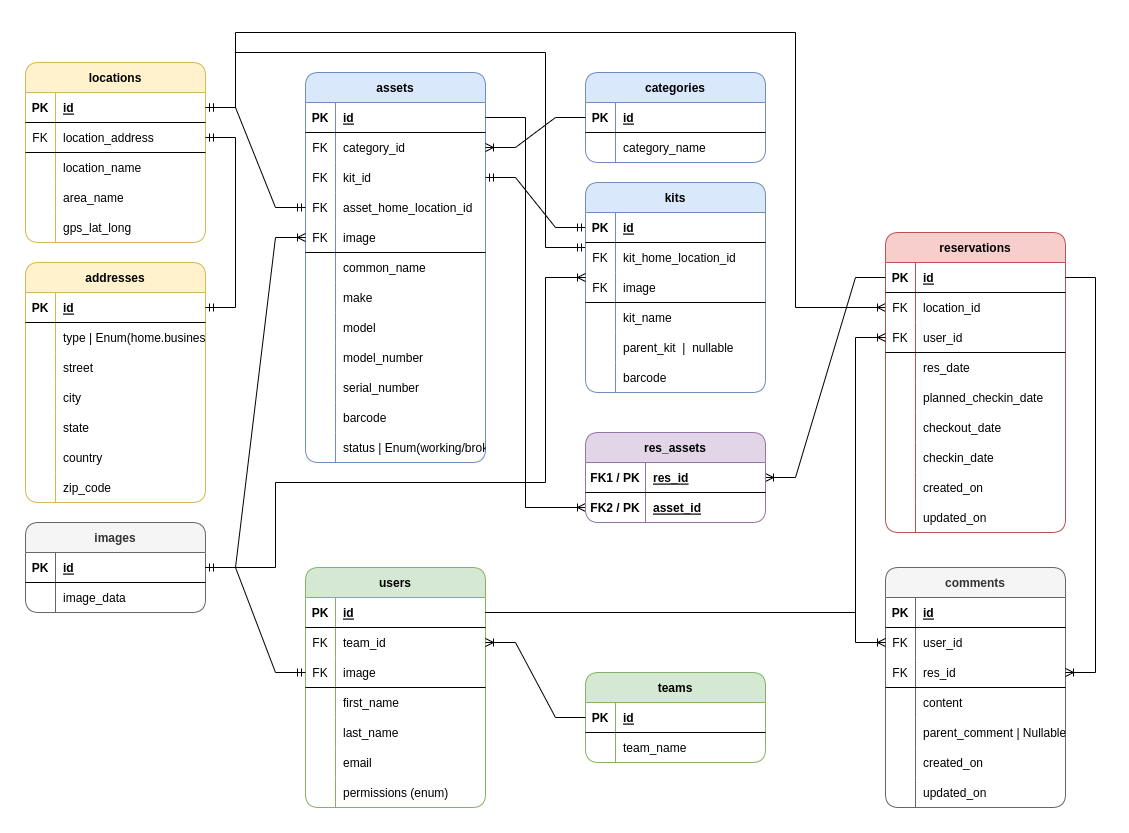 locations
PK id
FK location_address
location_name
area_name
gps_lat_long
addresses
PK id
type | Enum(home.busines
street
city
state
country
zip_code
images
PK id
image_data
assets
PK id
FK category_id
FK kit_id
FK asset_home_location_id
FK image
common_name
make
model
model_number
serial_number
barcode
status | Enum(working/brok
users
PK id
FK team_id
FK image
first_name
last_name
email
permissions (enum)
categories
PK id
category_name
kits
PK id
FK kit_home_location_id
FK image
kit_name
parent_kit | nullable
barcode
res_assets
FK1 / PK res_id
FK2 / PK asset_id
teams
PK id
team_name
reservations
PK id
FK location_id
FK user_id
res_date
planned_checkin_date
checkout_date
checkin_date
created_on
updated_on
comments
PK id
FK user_id
FK res_id
content
parent_comment | Nullable
created_on
updated_on